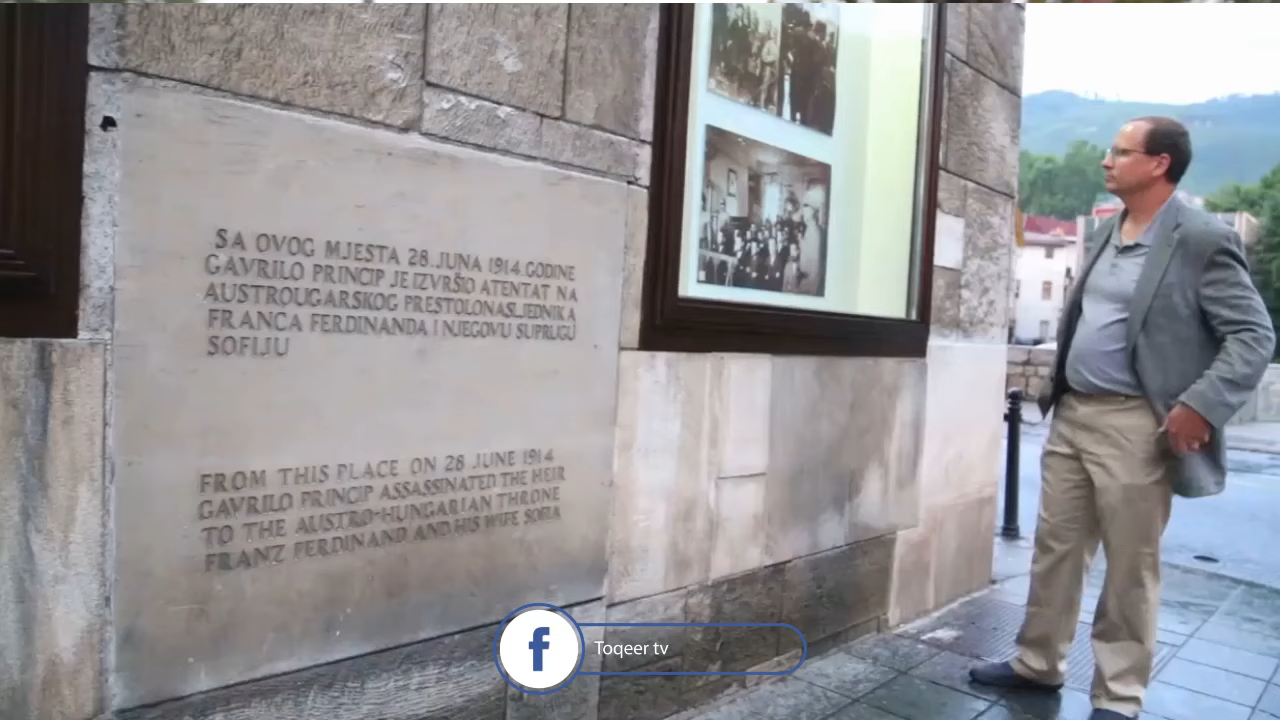 SA OVOG MJESTA 28.JUNA 1914.GODINE
GAVRILO PRINCIP JE IZVRŠIO ATENTAT NA
AUSTROUGARSKOG PRESTOLONASLJEDNIKA
FRANCA FERDINANDA I NJEGOVU SUPRUGU
SOFIJU
FROM THIS PLACE ON 28 JUNE 1914
GAVRILO PRINCIP ASSASSINATED THE HEIR
TO THE AUSTRO-HUNGARIAN THRONE
FRANZ FERDINAND AND HIS WIFE SOFIA
f
Toqeer tv